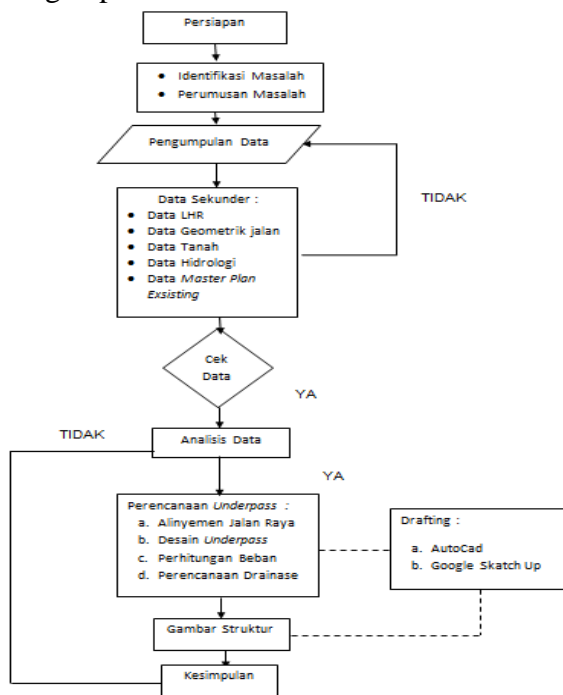 Persiapan
• Identifikasi Masalah
• Perumusan Masalah
Pengumpulan Data
Data Sekunder :
• Data LHR
• Data Geometrik jalan
• Data Tanah
• Data Hidrologi
• Data Master Plan
Exsisting
TIDAK
Cek
Data
YA
TIDAK
Analisis Data
YA
Perencanaan Underpass :
a. Alinyemen Jalan Raya
b. Desain Underpass
c. Perhitungan Beban
d. Perencanaan Drainase
Drafting :
a. AutoCad
b. Google Skatch Up
Gambar Struktur
Kesimpulan